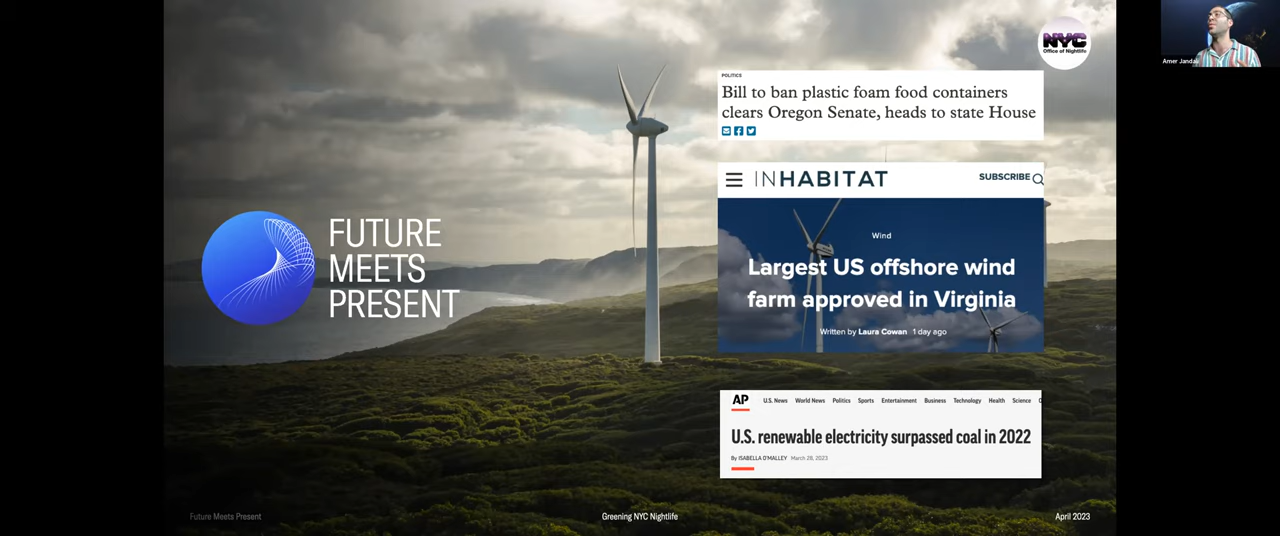 NYC
Office of Nightlife
Amer Jandali
POLITICS
Bill to ban plastic foam food containers
clears Oregon Senate, heads to state House
INHABITAT
SUBSCRIBE
Wind
Largest US offshore wind
farm approved in Virginia
Written by Laura Cowan 1 day ago
FUTURE
MEETS
PRESENT
AP
U.S. News World News Politics Sports Entertainment Business Technology Health Science
U.S. renewable electricity surpassed coal in 2022
By ISABELLA O'MALLEY March 28, 2023
Future Meets Present
Greening NYC Nightlife
April 2023